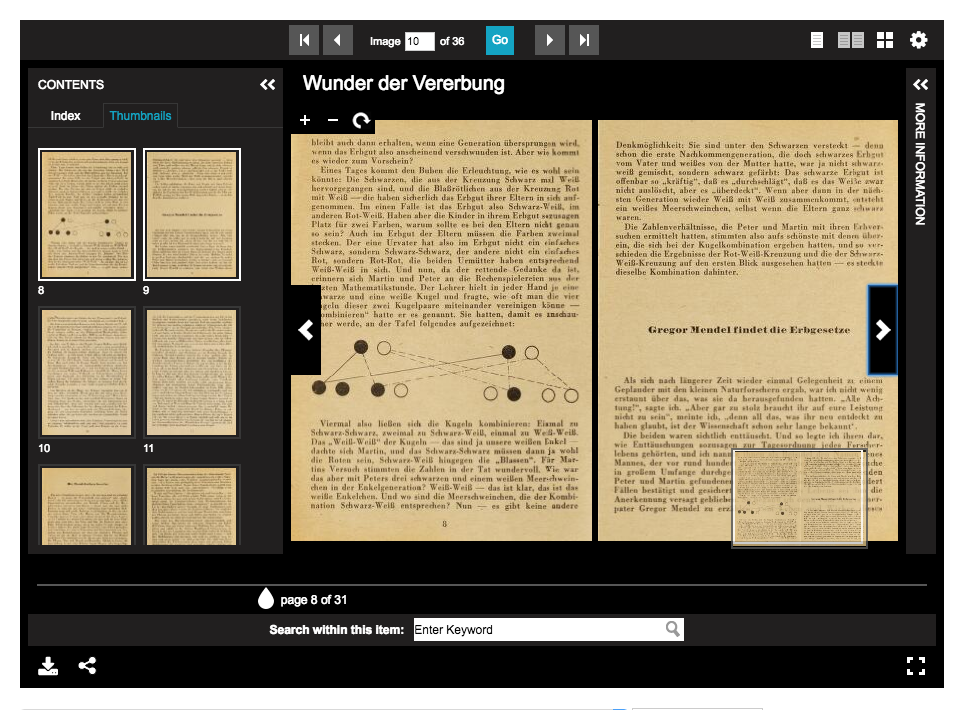 Image 10 of 36 Go
CONTENTS
Index Thumbnails
8 9
10 11
Wunder der Vererbung
bleibt auch dann erhalten, wenn eine Generation übersprungen wird,
wenn das Erbgut also anscheinend verschwunden ist. Aber wie kommt
es wieder zum Vorschein?
Eines Tages kommt den Buben die Erleuchtung, wie es wohl sein
könnte: Die Schwarzen, die aus der Kreuzung Schwarz mal Weiß
hervorgegangen sind, und die Blaßrötlichen aus der Kreuzung Rot
mit Weiß — die haben sicherlich das Erbgut ihrer Eltern in sich auf-
genommen. Im einen Falle ist das Erbgut also Schwarz-Weiß, im
anderen Rot-Weiß. Haben aber die Kinder in ihrem Erbgut sozusagen
Platz für zwei Farben, warum sollte es bei den Eltern nicht genau
so sein? Auch im Erbgut der Eltern müssen die Farben zweimal
stecken. Der eine Urvater hat also im Erbgut nicht ein einfaches
Schwarz, sondern Schwarz-Schwarz, der andere nicht ein einfaches
Rot, sondern Rot-Rot, die beiden Urmütter haben entsprechend
Weiß-Weiß in sich. Und nun, da der rettende Gedanke da ist,
erinnern sich Martin und Peter an die Rechenspielereien aus der
tzten Mathematikstunde. Der Lehrer hielt in jeder Hand je eine
warze und eine weiße Kugel und fragte, wie oft man die vier
ugeln dieser zwei Kugelpaare miteinander vereinigen könne —
ombinieren“ hatte er es genannt. Sie hatten, damit es anschau-
her werde, an der Tafel folgendes aufgezeichnet:
Viermal also ließen sich die Kugeln kombinieren: Einmal zu
Schwarz-Schwarz, zweimal zu Schwarz-Weiß, einmal zu Weiß-Weiß.
Das „Weiß-Weiß“ der Kugeln — das sind ja unsere weißen Enkel —
dachte sich Martin, und das Schwarz-Schwarz müssen dann ja wohl
die Roten sein, Schwarz-Weiß hingegen die „Blassen“. Für Mar-
tins Versuch stimmten die Zahlen in der Tat wundervoll. Wie war
das aber mit Peters drei schwarzen und einem weißen Meerschwein-
chen in der Enkelgeneration? Weiß-Weiß — das ist klar, das ist das
weiße Enkelchen. Und wo sind die Meerschweinchen, die der Kombi-
nation Schwarz-Weiß entsprechen? Nun — es gibt keine andere
8
Denkmöglichkeit: Sie sind unter den Schwarzen versteckt — denn
schon die erste Nachkommengeneration, die doch schwarzes Erbgut
vom Vater und weißes von der Mutter hatte, war ja nicht schwarz-
weiß gemischt, sondern schwarz gefärbt: Das schwarze Erbgut ist
offenbar so „kräftig“, daß es „durchschlägt“, daß es das Weiße zwar
nicht auslöscht, aber es „überdeckt“. Wenn aber dann in der näch-
sten Generation wieder Weiß mit Weiß zusammenkommt, entsteht
ein weißes Meerschweinchen, selbst wenn die Eltern ganz schwarz
waren.
Die Zahlenverhältnisse, die Peter und Martin mit ihren Erbver-
suchen ermittelt hatten, stimmten also aufs schönste mit denen über-
ein, die sich bei der Kugelkombination ergeben hatten, und so ver-
schieden die Ergebnisse der Rot-Weiß-Kreuzung und die der Schwarz-
Weiß-Kreuzung auf den ersten Blick ausgesehen hatten — es steckte
dieselbe Kombination dahinter.
Gregor Mendel findet die Erbgesetze
Als sich nach längerer Zeit wieder einmal Gelegenheit zu einem
Geplauder mit den kleinen Naturforschern ergab, war ich nicht wenig
erstaunt über das, was sie da herausgefunden hatten. „Alle Ach-
tung!“, sagte ich. „Aber gar zu stolz braucht ihr auf eure Leistung
nicht zu sein“, meinte ich, „denn all das, was ihr neu entdeckt zu
haben glaubt, ist der Wissenschaft schon sehr lange bekannt“.
Die beiden waren sichtlich enttäuscht. Und so legte ich ihnen dar,
wie Enttäuschungen sozusagen zur Tagesordnung jedes Forscher-
lebens gehörten, und ich nann
Mannes, der vor rund hunder
in großem Umfange durchge
Peter und Martin gefundene
Fällen bestätigt und gesichert
Anerkennung versagt geblieb
pater Gregor Mendel zu erz
MORE INFORMATION
page 8 of 31
Search within this item: Enter Keyword